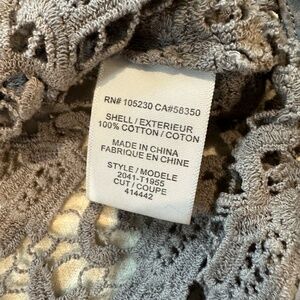 RN# 105230 CA#58350
SHELL / EXTERIEUR
100% COTTON / COTON
MADE IN CHINA
FABRIQUE EN CHINE
STYLE / MODELE
2041-T1955
CUT / COUPE
414442